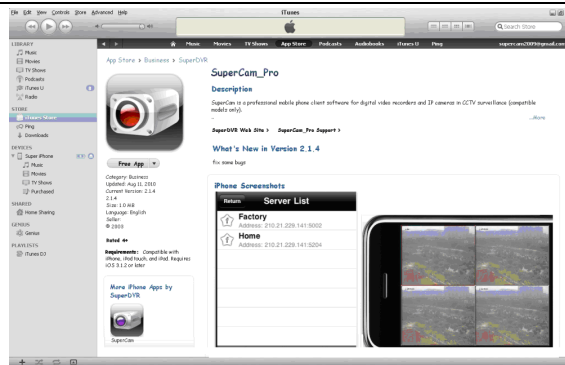 File Edit View Controls Store Advanced Help
iTunes
Search Store
LIBRARY
Music
Movies
TV Shows
Podcasts
iTunes U
Radio
STORE
iTunes Store
Ping
Downloads
DEVICES
Super iPhone
Music
Movies
TV Shows
Purchased
SHARED
Home Sharing
GENIUS
Genius
PLAYLISTS
iTunes DJ
Music Movies TV Shows App Store Podcasts Audiobooks iTunes U Ping
supercam2009@gmail.com
App Store > Business > SuperDVR
Free App
Category: Business
Updated: Aug 11, 2010
Current Version: 2.1.4
2.1.4
Size: 1.0 MB
Language: English
Seller:
Rated 4+
Requirements: Compatible with
iPhone, iPod touch, and iPad. Requires
iOS 3.1.2 or later
More iPhone Apps by
SuperDVR
SuperCam
SuperCam_Pro
Description
SuperCam is a professional mobile phone client software for digital video recorders and IP cameras in CCTV surveillance (compatible
models only).
...More
SuperDVR Web Site > SuperCam_Pro Support >
What's New in Version 2.1.4
fix some bugs
iPhone Screenshots
Return Server List
Factory
Address: 210.21.229.141:5002
Home
Address: 210.21.229.141:5204